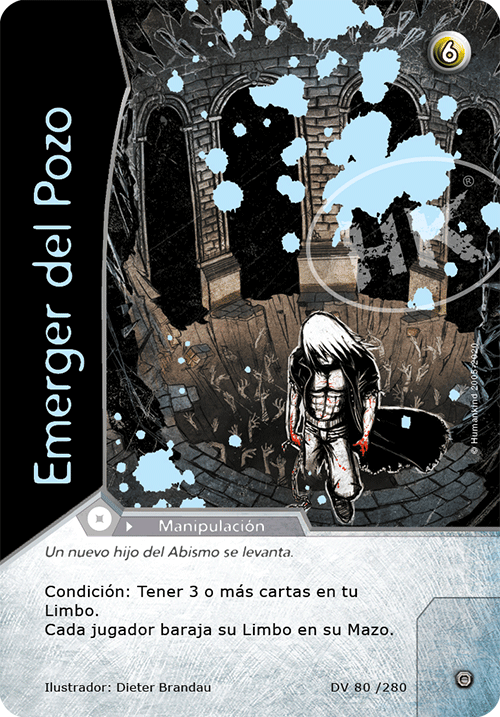 6
Emerger del Pozo
HK®
© Humankind 2005-2020
Manipulación
Un nuevo hijo del Abismo se levanta.
Condición: Tener 3 o más cartas en tu
Limbo.
Cada jugador baraja su Limbo en su Mazo.
Ilustrador: Dieter Brandau
DV 80 /280